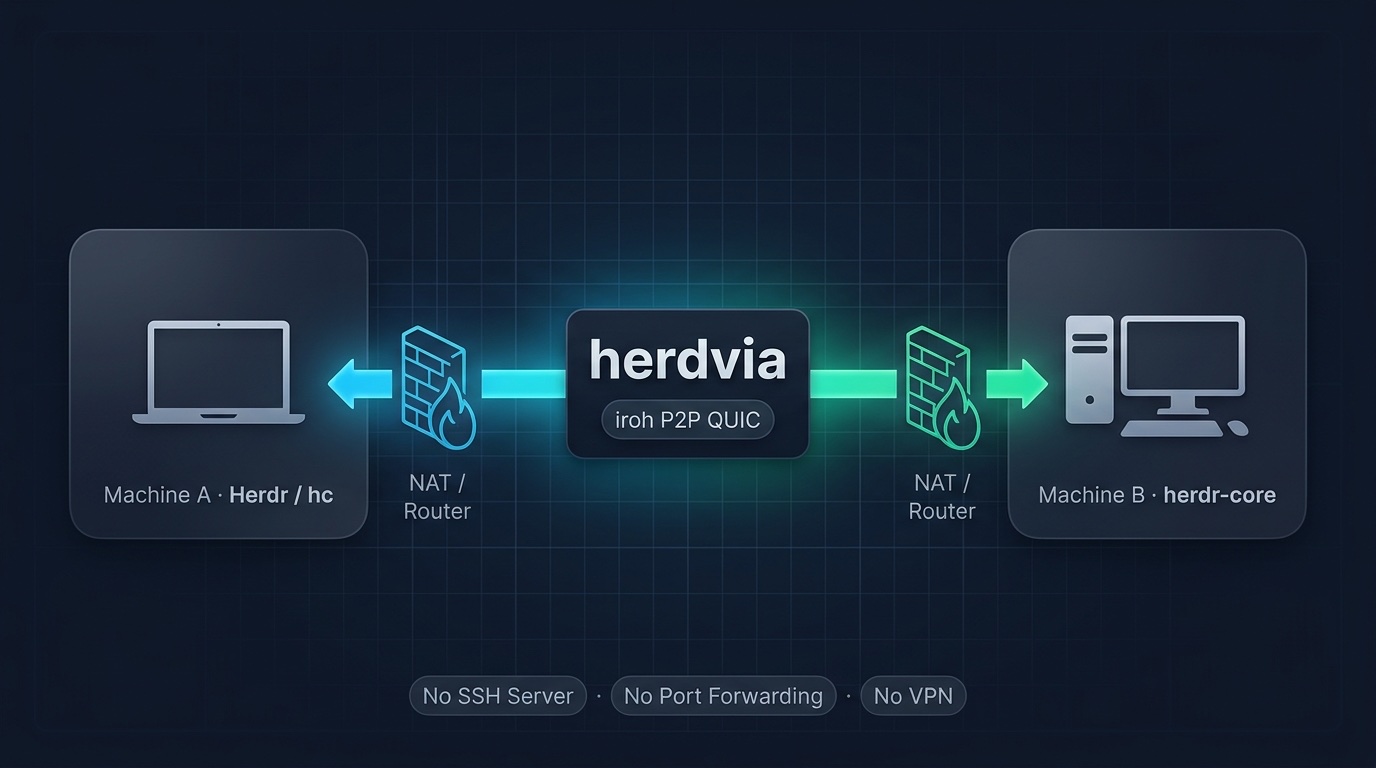 herdvia
iroh P2P QUIC
Machine A · Herdr / hc
NAT /
Router
NAT /
Router
Machine B · herdr-core
No SSH Server · No Port Forwarding · No VPN